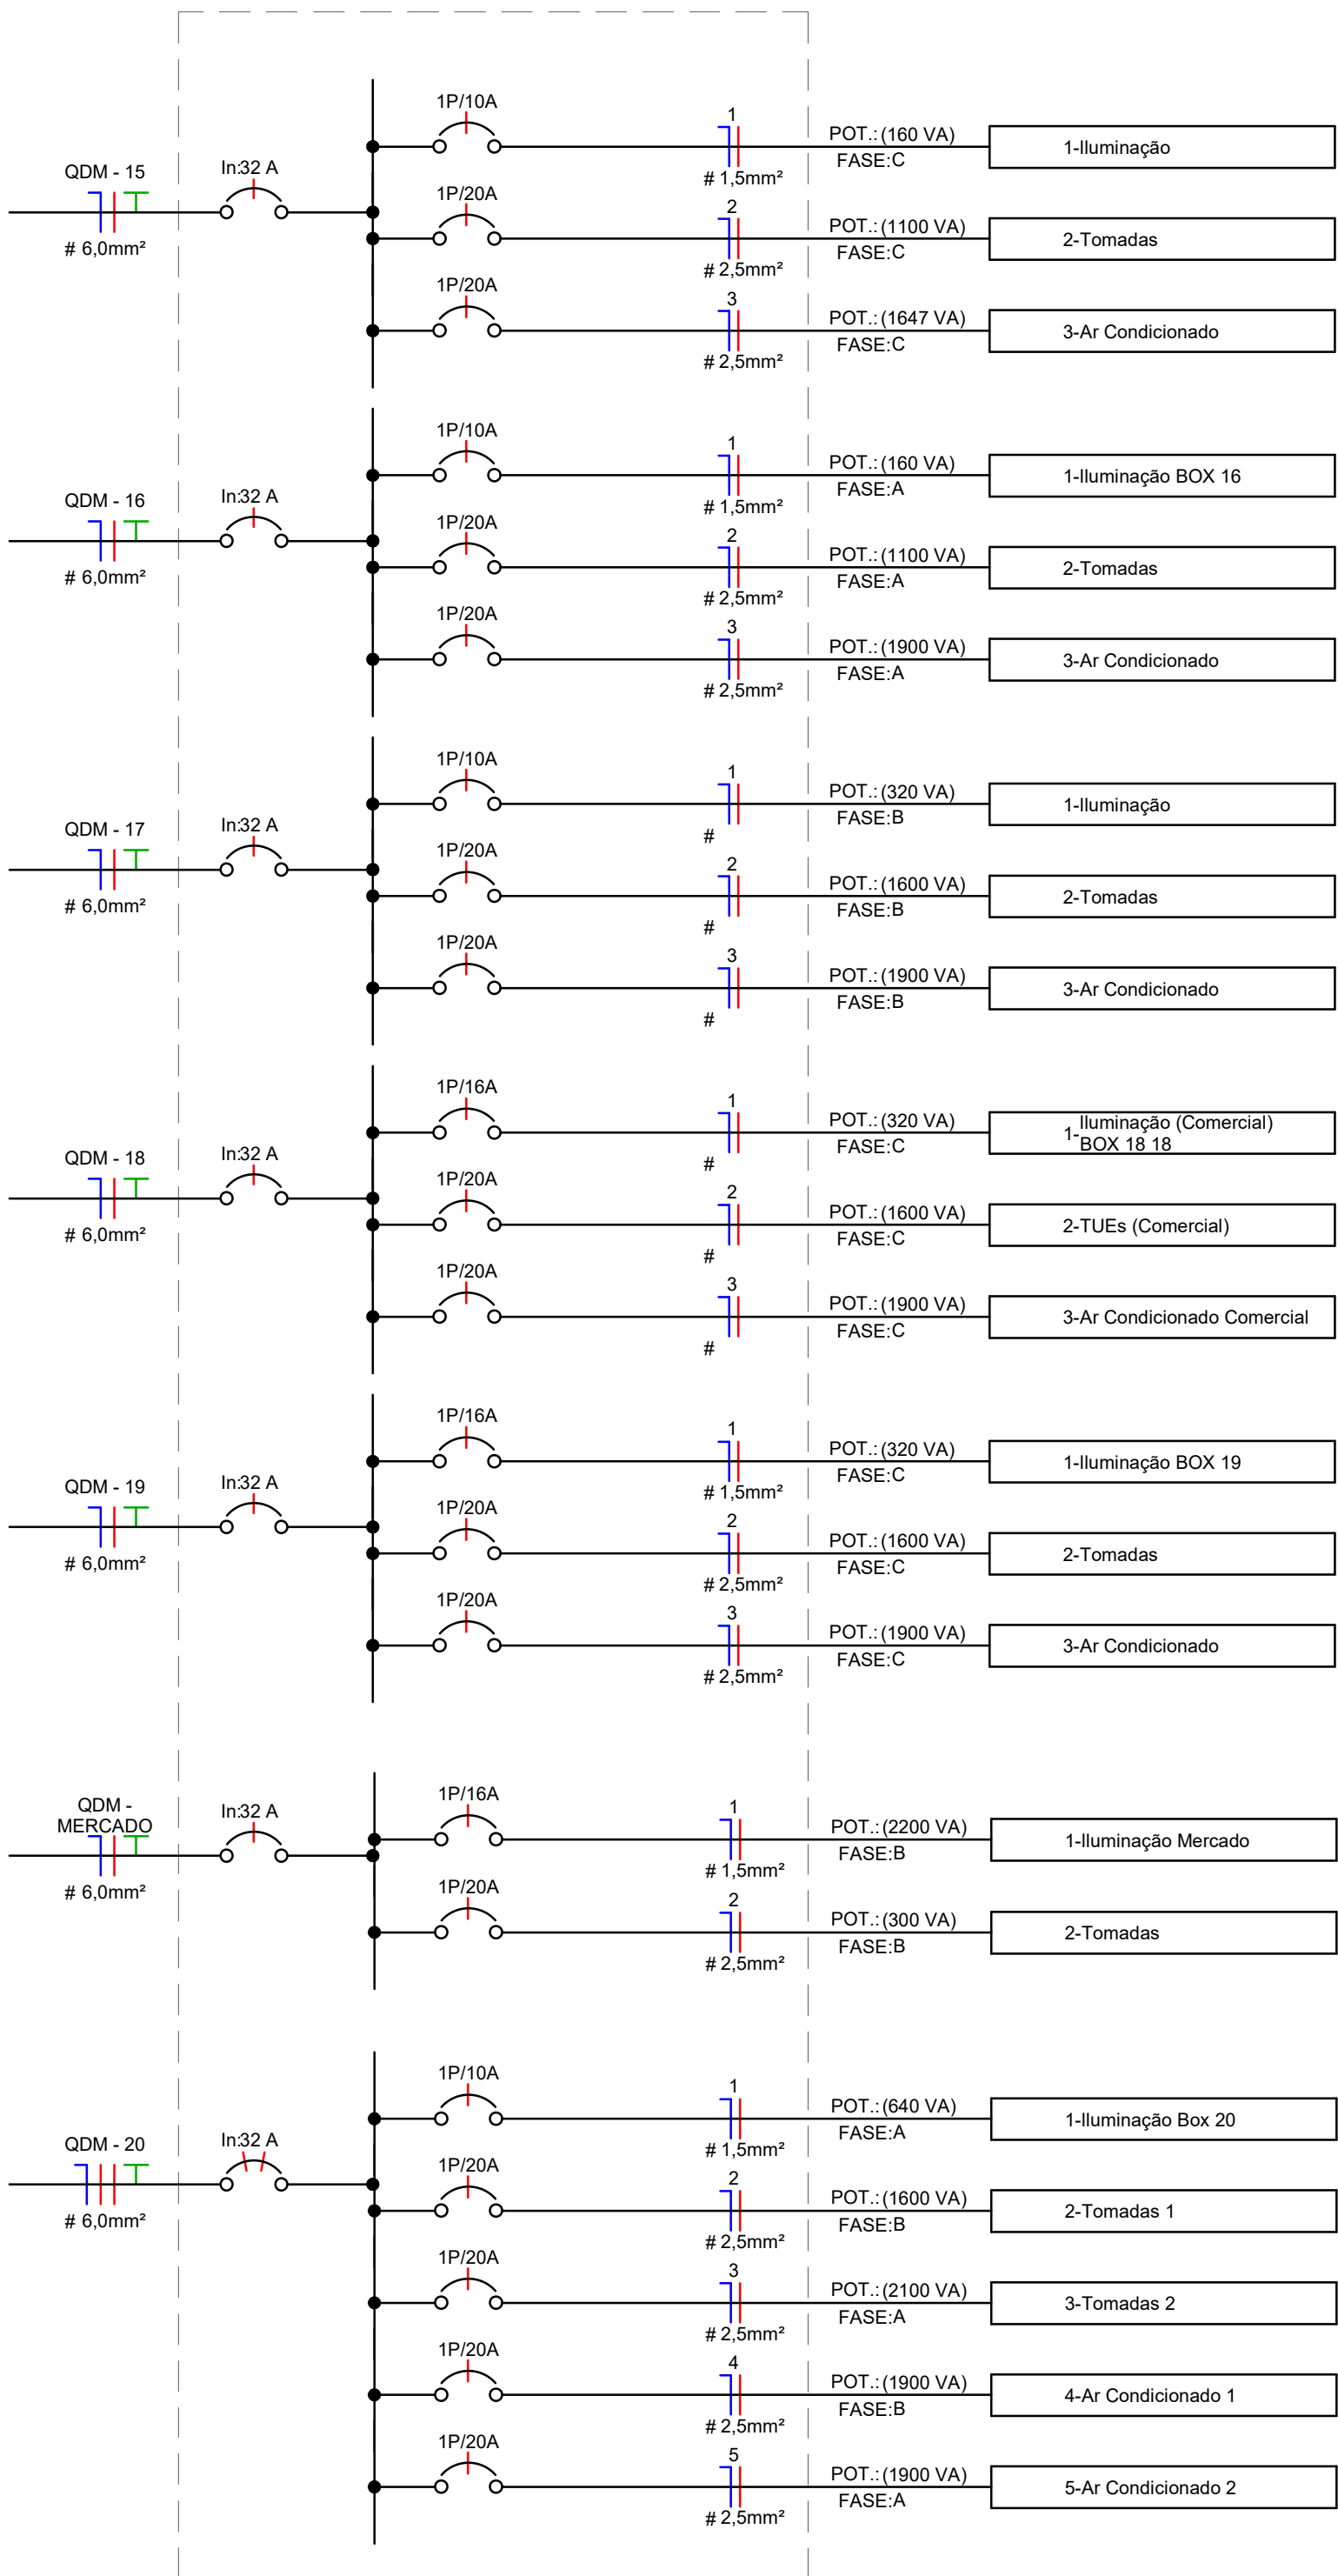 QDM - 15
# 6,0mm²
In:32 A
1P/10A
1
# 1,5mm²
POT.: (160 VA)
FASE:C
1-Iluminação
1P/20A
2
# 2,5mm²
POT.: (1100 VA)
FASE:C
2-Tomadas
1P/20A
3
# 2,5mm²
POT.: (1647 VA)
FASE:C
3-Ar Condicionado
QDM - 16
# 6,0mm²
In:32 A
1P/10A
1
# 1,5mm²
POT.: (160 VA)
FASE:A
1-Iluminação BOX 16
1P/20A
2
# 2,5mm²
POT.: (1100 VA)
FASE:A
2-Tomadas
1P/20A
3
# 2,5mm²
POT.: (1900 VA)
FASE:A
3-Ar Condicionado
QDM - 17
# 6,0mm²
In:32 A
1P/10A
1
#
POT.: (320 VA)
FASE:B
1-Iluminação
1P/20A
2
#
POT.: (1600 VA)
FASE:B
2-Tomadas
1P/20A
3
#
POT.: (1900 VA)
FASE:B
3-Ar Condicionado
QDM - 18
# 6,0mm²
In:32 A
1P/16A
1
#
POT.: (320 VA)
FASE:C
1-Iluminação (Comercial)
BOX 18 18
1P/20A
2
#
POT.: (1600 VA)
FASE:C
2-TUEs (Comercial)
1P/20A
3
#
POT.: (1900 VA)
FASE:C
3-Ar Condicionado Comercial
QDM - 19
# 6,0mm²
In:32 A
1P/16A
1
# 1,5mm²
POT.: (320 VA)
FASE:C
1-Iluminação BOX 19
1P/20A
2
# 2,5mm²
POT.: (1600 VA)
FASE:C
2-Tomadas
1P/20A
3
# 2,5mm²
POT.: (1900 VA)
FASE:C
3-Ar Condicionado
QDM -
MERCADO
# 6,0mm²
In:32 A
1P/16A
1
# 1,5mm²
POT.: (2200 VA)
FASE:B
1-Iluminação Mercado
1P/20A
2
# 2,5mm²
POT.: (300 VA)
FASE:B
2-Tomadas
QDM - 20
# 6,0mm²
In:32 A
1P/10A
1
# 1,5mm²
POT.: (640 VA)
FASE:A
1-Iluminação Box 20
1P/20A
2
# 2,5mm²
POT.: (1600 VA)
FASE:B
2-Tomadas 1
1P/20A
3
# 2,5mm²
POT.: (2100 VA)
FASE:A
3-Tomadas 2
1P/20A
4
# 2,5mm²
POT.: (1900 VA)
FASE:B
4-Ar Condicionado 1
1P/20A
5
# 2,5mm²
POT.: (1900 VA)
FASE:A
5-Ar Condicionado 2